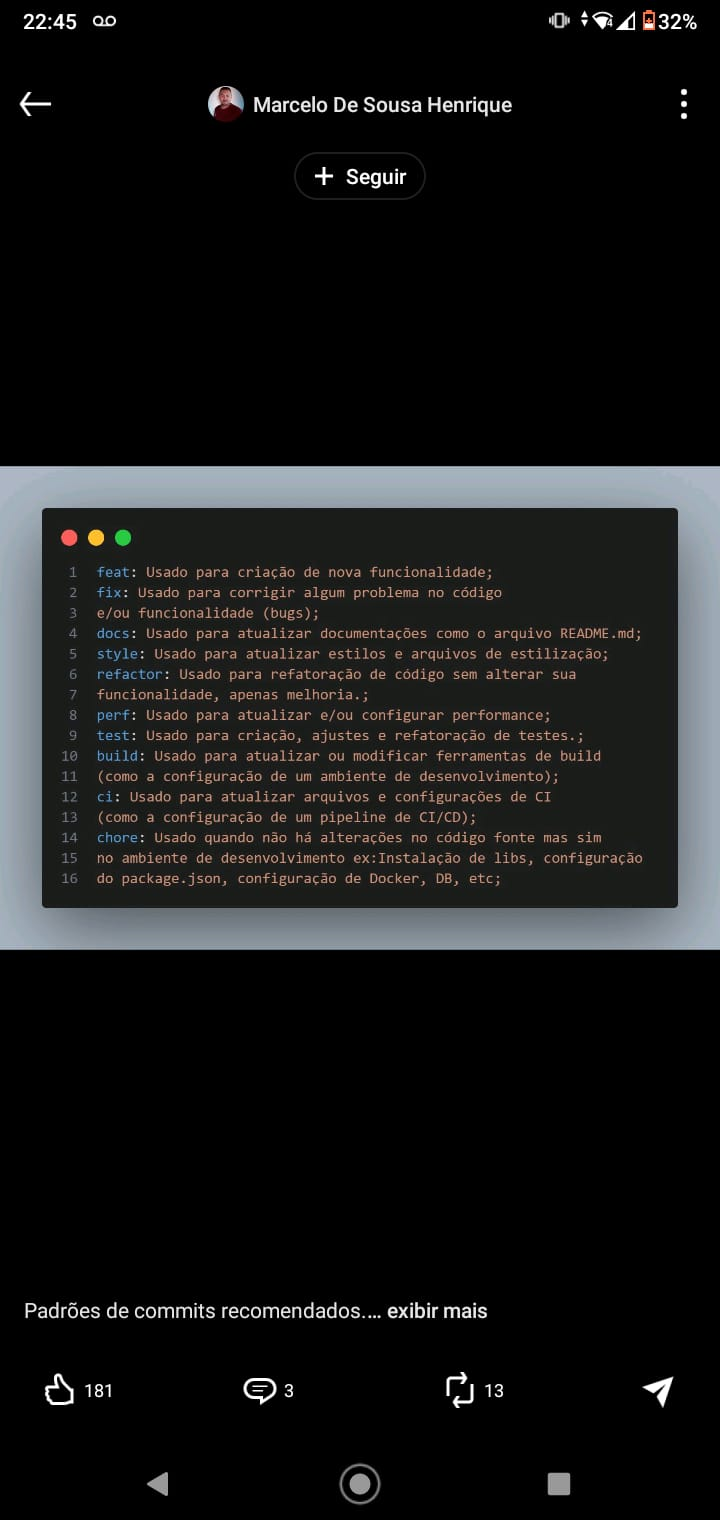 22:45
32%
Marcelo De Sousa Henrique
+ Seguir
1 feat: Usado para criação de nova funcionalidade;
2 fix: Usado para corrigir algum problema no código
3 e/ou funcionalidade (bugs);
4 docs: Usado para atualizar documentações como o arquivo README.md;
5 style: Usado para atualizar estilos e arquivos de estilização;
6 refactor: Usado para refatoração de código sem alterar sua
7 funcionalidade, apenas melhoria.;
8 perf: Usado para atualizar e/ou configurar performance;
9 test: Usado para criação, ajustes e refatoração de testes.;
10 build: Usado para atualizar ou modificar ferramentas de build
11 (como a configuração de um ambiente de desenvolvimento);
12 ci: Usado para atualizar arquivos e configurações de CI
13 (como a configuração de um pipeline de CI/CD);
14 chore: Usado quando não há alterações no código fonte mas sim
15 no ambiente de desenvolvimento ex:Instalação de libs, configuração
16 do package.json, configuração de Docker, DB, etc;
Padrões de commits recomendados.... exibir mais
181
3
13